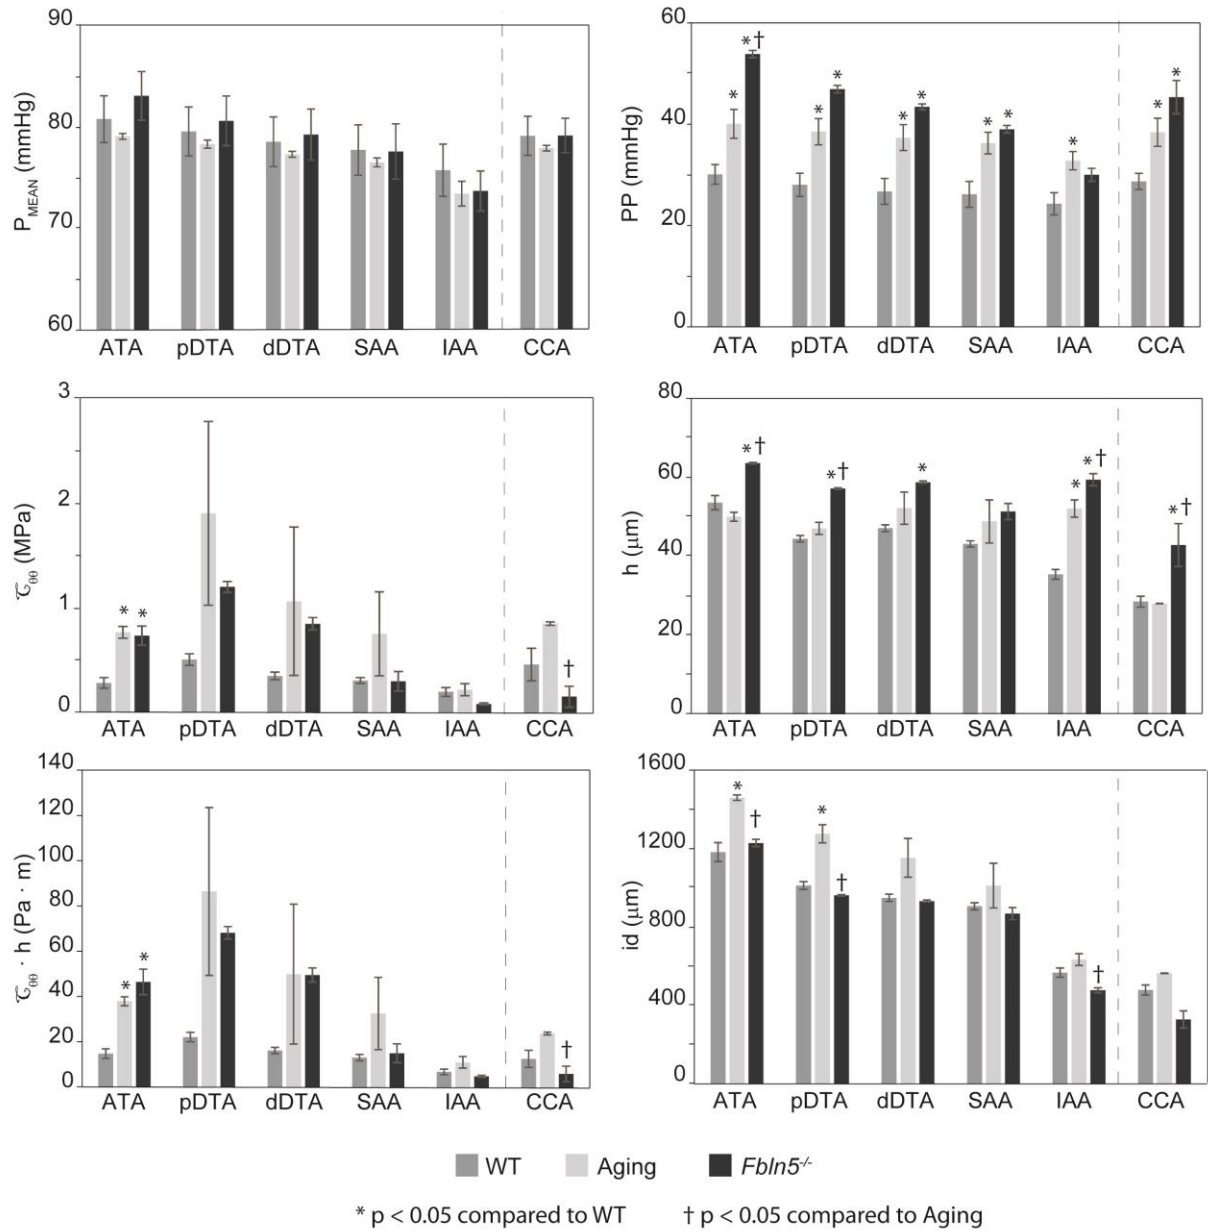 90
80
70
60
P_MEAN (mmHg)
ATA pDTA dDTA SAA IAA CCA
60
40
20
0
PP (mmHg)
*†
* * * * * * * * * *
ATA pDTA dDTA SAA IAA CCA
3
2
1
0
τ̄_θθ (MPa)
* * †
ATA pDTA dDTA SAA IAA CCA
80
60
40
20
0
h (μm)
*† *† * * *† *†
ATA pDTA dDTA SAA IAA CCA
140
120
100
80
60
40
20
0
τ̄_θθ · h (Pa · m)
* * †
ATA pDTA dDTA SAA IAA CCA
1600
1200
800
400
0
id (μm)
* † * † †
ATA pDTA dDTA SAA IAA CCA
WT Aging Fbln5-/-
* p < 0.05 compared to WT † p < 0.05 compared to Aging